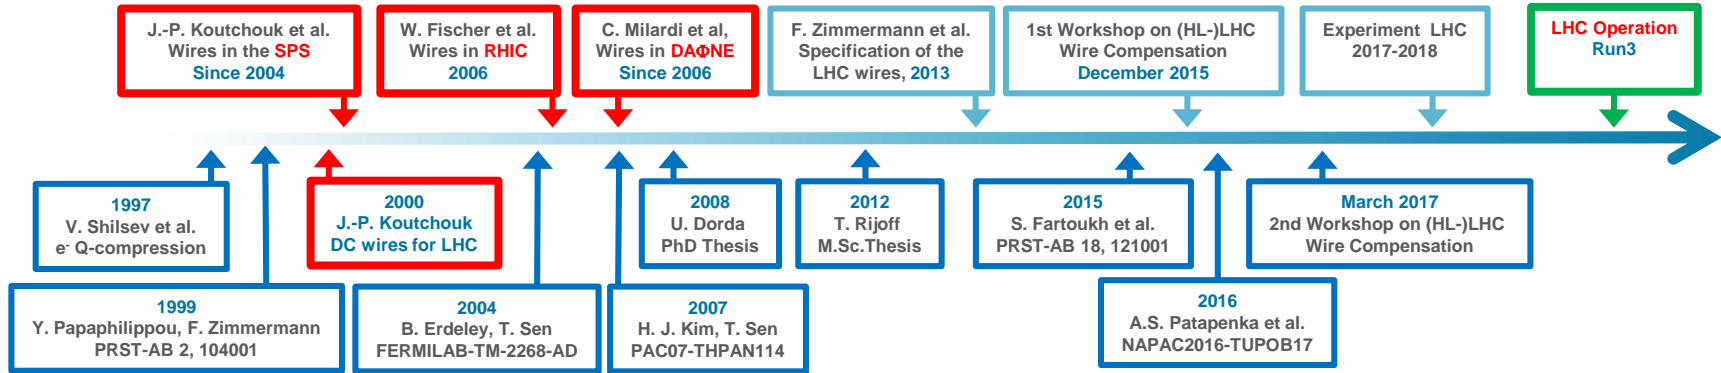 J.-P. Koutchouk et al.
Wires in the SPS
Since 2004
W. Fischer et al.
Wires in RHIC
2006
C. Milardi et al,
Wires in DAΦNE
Since 2006
F. Zimmermann et al.
Specification of the
LHC wires, 2013
1st Workshop on (HL-)LHC
Wire Compensation
December 2015
Experiment LHC
2017-2018
LHC Operation
Run3
1997
V. Shilsev et al.
e- Q-compression
2000
J.-P. Koutchouk
DC wires for LHC
2008
U. Dorda
PhD Thesis
2012
T. Rijoff
M.Sc.Thesis
2015
S. Fartoukh et al.
PRST-AB 18, 121001
March 2017
2nd Workshop on (HL-)LHC
Wire Compensation
1999
Y. Papaphilippou, F. Zimmermann
PRST-AB 2, 104001
2004
B. Erdeley, T. Sen
FERMILAB-TM-2268-AD
2007
H. J. Kim, T. Sen
PAC07-THPAN114
2016
A.S. Patapenka et al.
NAPAC2016-TUPOB17